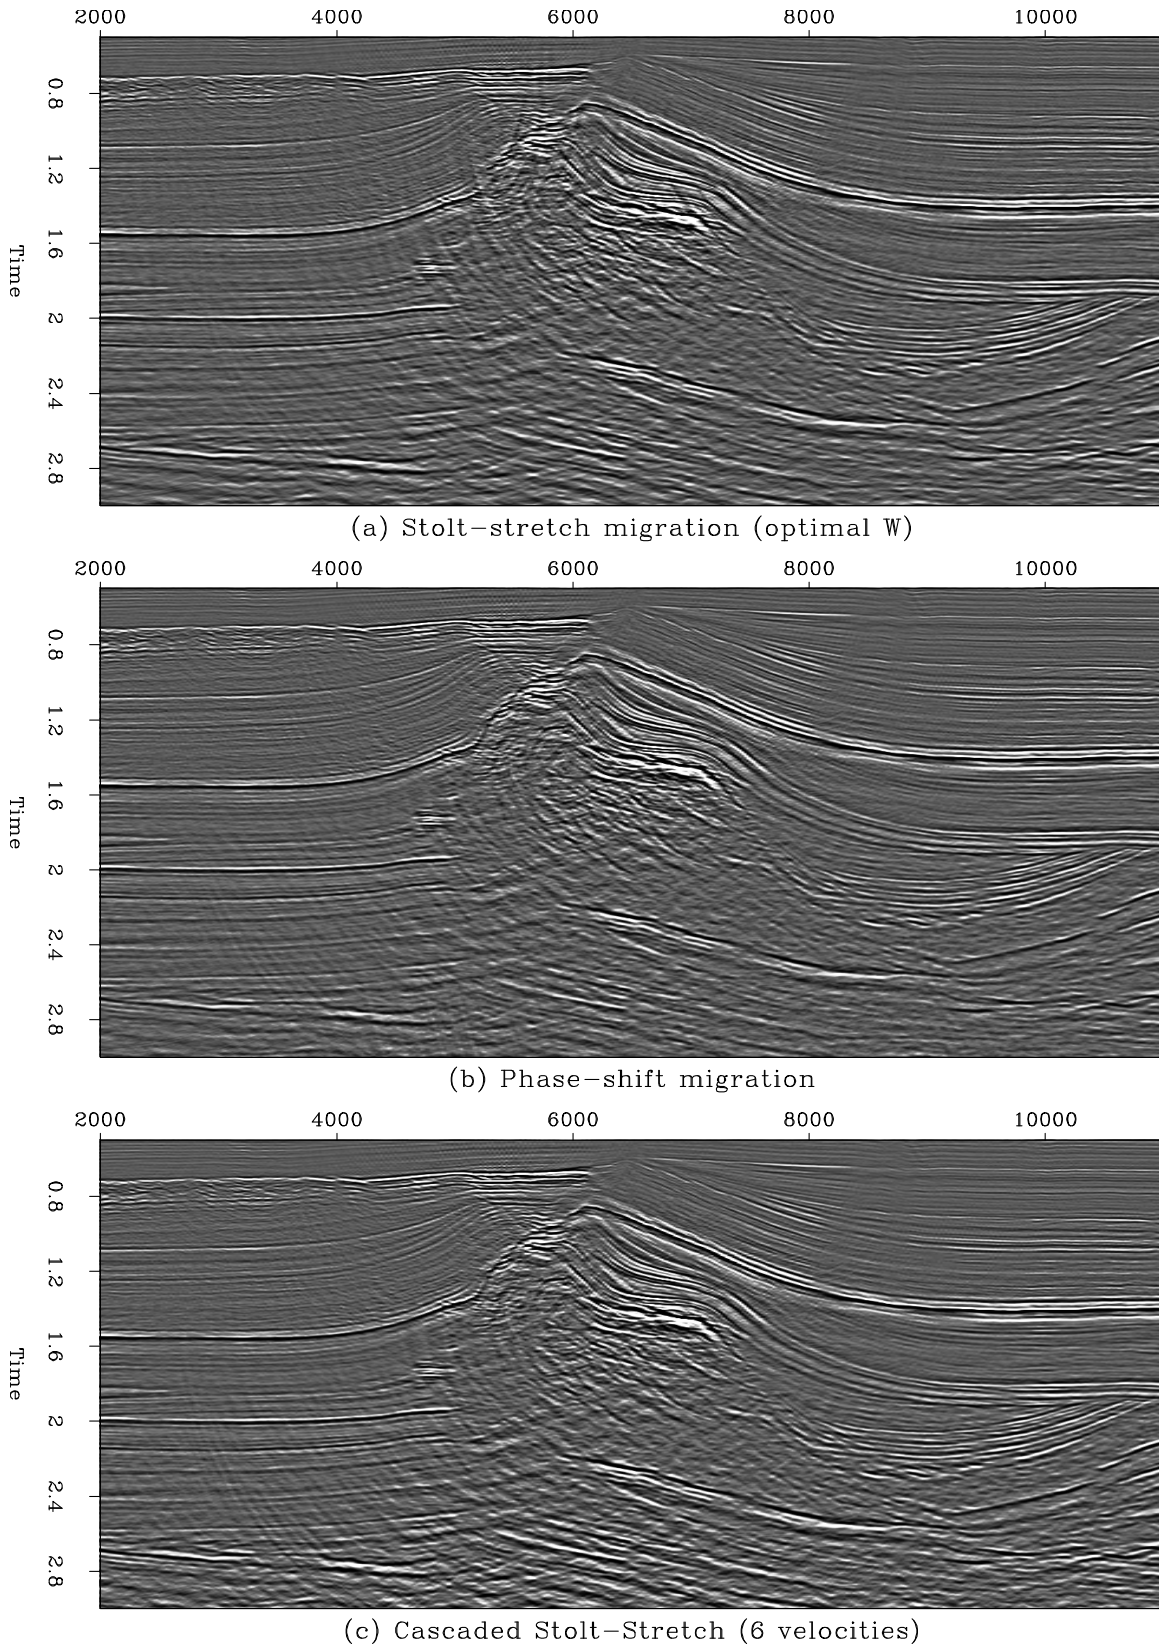 2000 4000 6000 8000 10000
0.8
1.2
1.6
2
2.4
2.8
Time
(a) Stolt-stretch migration (optimal W)
2000 4000 6000 8000 10000
0.8
1.2
1.6
2
2.4
2.8
Time
(b) Phase-shift migration
2000 4000 6000 8000 10000
0.8
1.2
1.6
2
2.4
2.8
Time
(c) Cascaded Stolt-Stretch (6 velocities)